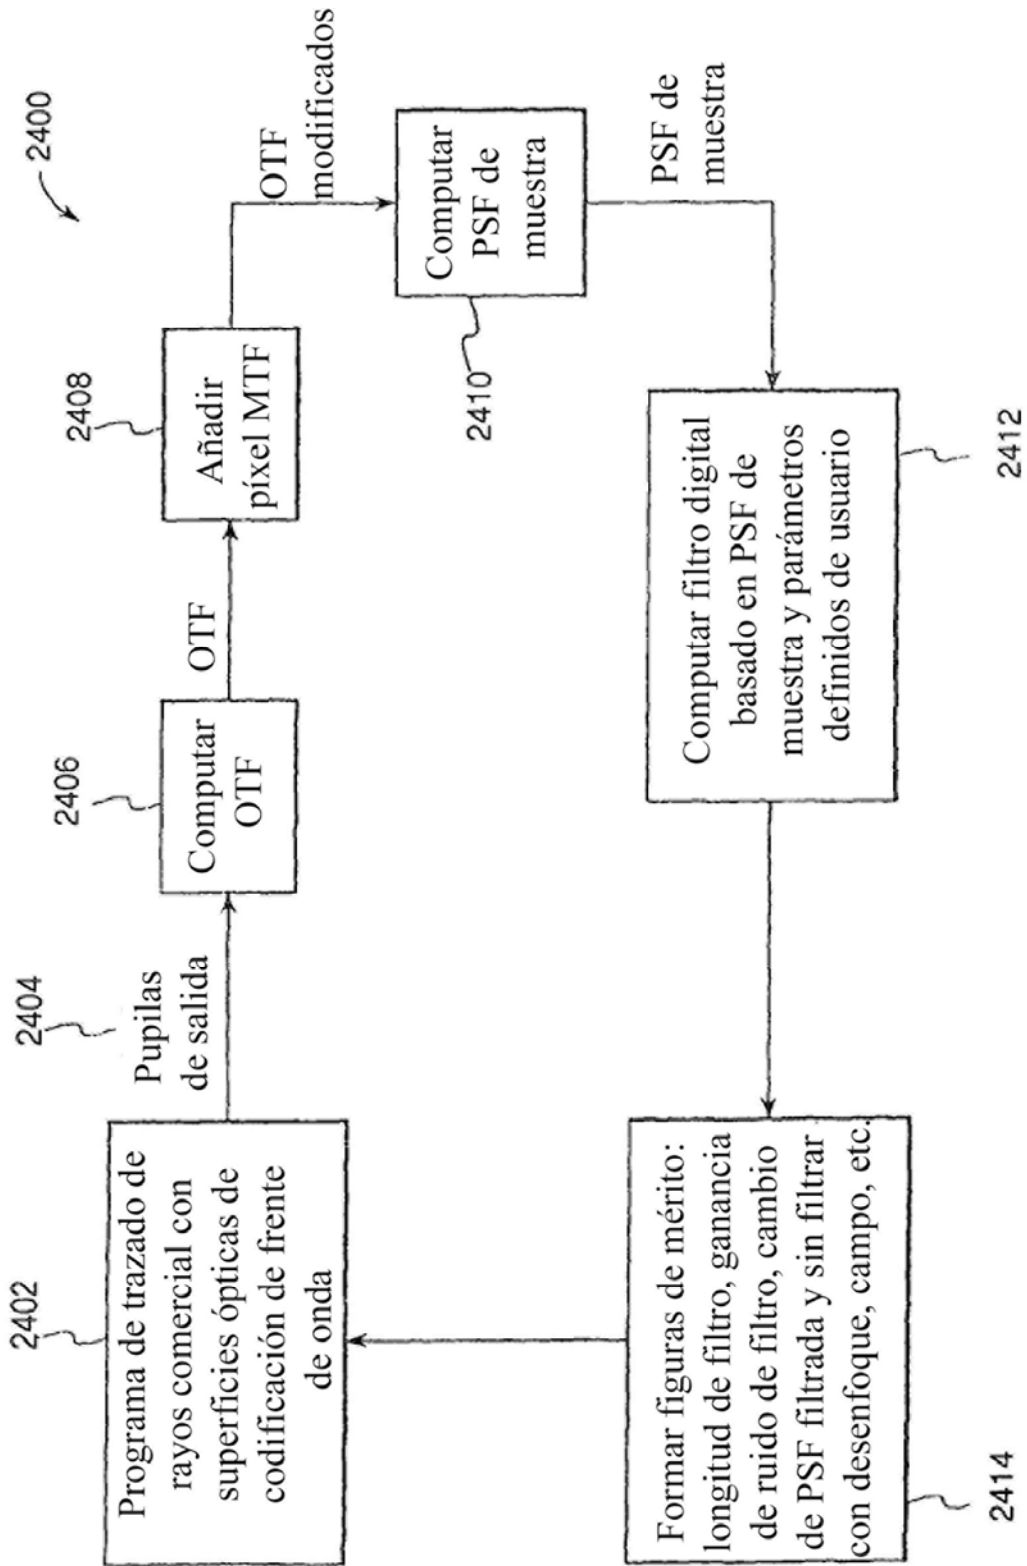 2400
2402
Programa de trazado de
rayos comercial con
superficies ópticas de
codificación de frente
de onda
2404
Pupilas
de salida
2406
Computar
OTF
OTF
2408
Añadir
píxel MTF
OTF
modificados
Computar
PSF de
muestra
2410
PSF de
muestra
Computar filtro digital
basado en PSF de
muestra y parámetros
definidos de usuario
2412
Formar figuras de mérito:
longitud de filtro, ganancia
de ruido de filtro, cambio
de PSF filtrada y sin filtrar
con desenfoque, campo, etc.
2414